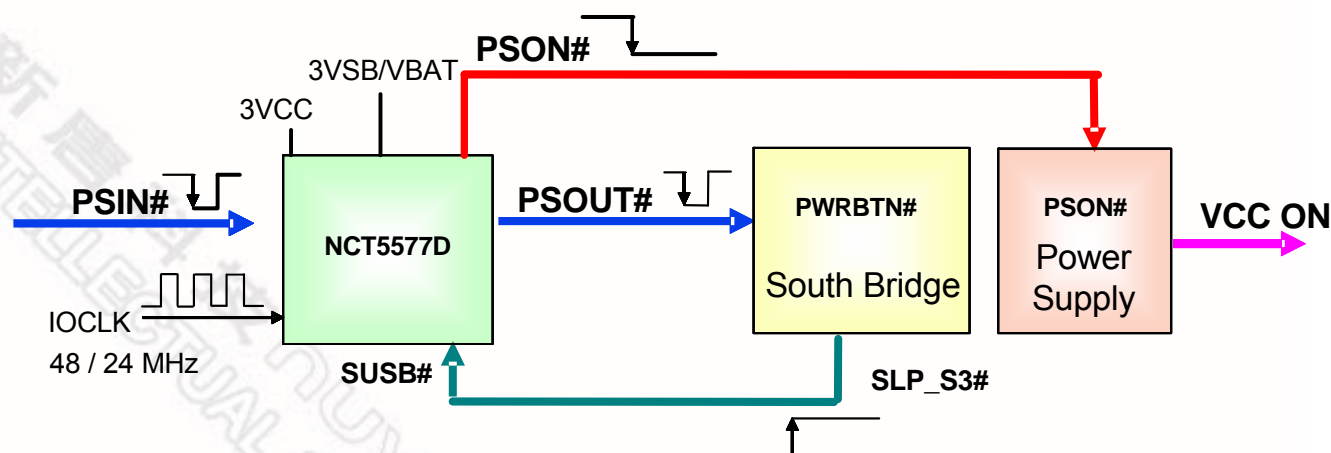 PSON#
3VSB/VBAT
3VCC
PSIN#
PSOUT#
NCT5577D
PWRBTN#
South Bridge
PSON#
Power
Supply
VCC ON
IOCLK
48 / 24 MHz
SUSB#
SLP_S3#